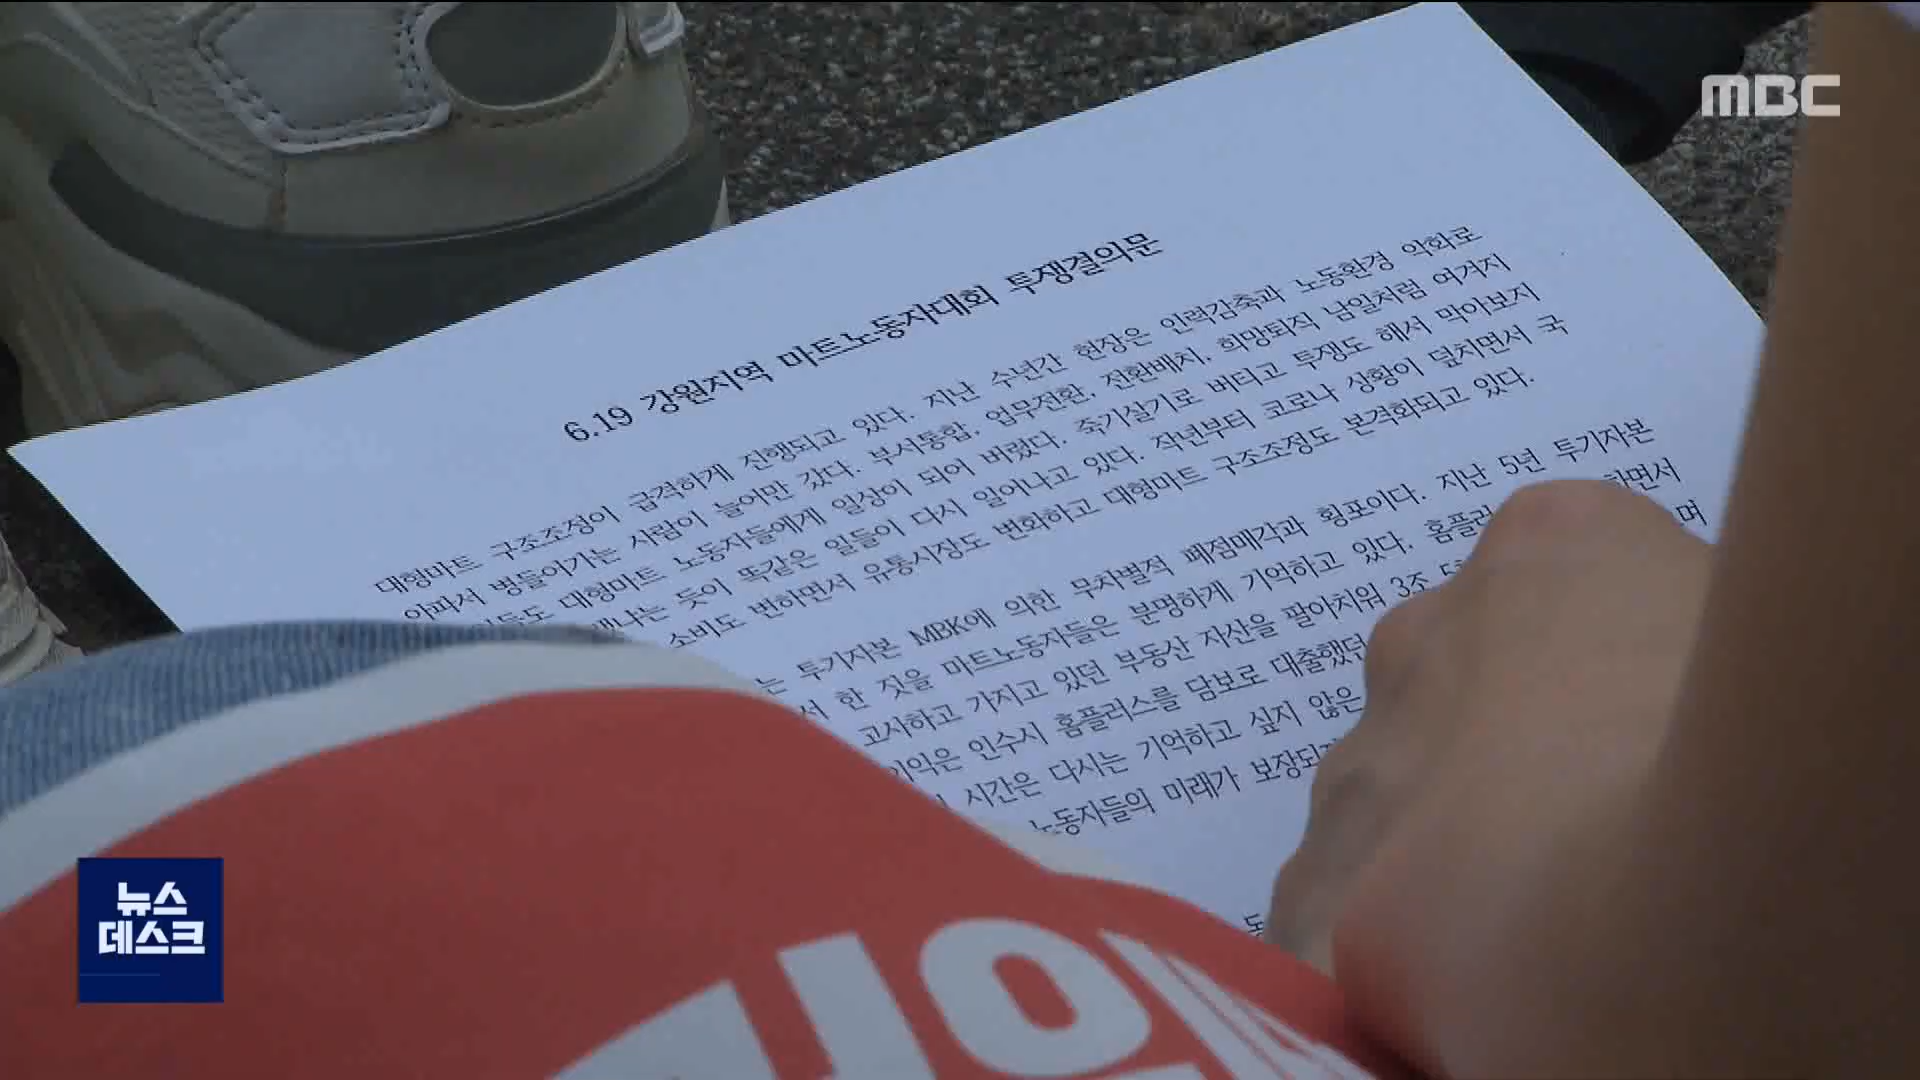 MBC
6.19 강원지역 마트노동자대회 투쟁결의문
대형마트 구조조정이 급격하게 진행되고 있다. 지난 수년간 현장은 인력감축과 노동환경 악화로
아파서 병들어가는 사람이 늘어만 갔다. 부서통합, 업무전환, 전환배치, 희망퇴직 남일처럼 여겨지
대형마트 노동자들에게 일상이 되어 버렸다. 죽기살기로 버티고 투쟁도 해서 막아보지
듯이 똑같은 일들이 다시 일어나고 있다. 작년부터 코로나 상황이 덮치면서 국
소비도 변하면서 유통시장도 변화하고 대형마트 구조조정도 본격화되고 있다.
는 투기자본 MBK에 의한 무차별적 폐점매각과 횡포이다. 지난 5년 투기자본
서 한 짓을 마트노동자들은 분명하게 기억하고 있다. 하면서
고사하고 가지고 있던 부동산 자산을 팔아치워 3조 며
이익은 인수시 홈플러스를 담보로 대출했던
시간은 다시는 기억하고 싶지 않은
노동자들의 미래가
뉴스
데스크